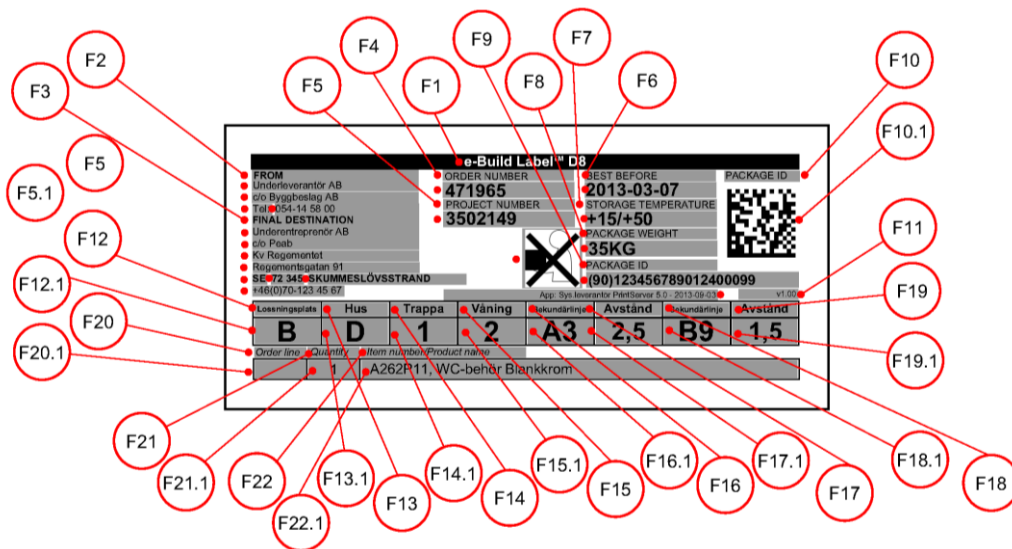 F9
F7
F4
F8
F2
F1
F6
F10
F3
F5
F10.1
F5
F5.1
F12
F11
F12.1
F19
F20
F19.1
F20.1
e-Build Label™ D8
FROM
Underleverantör AB
c/o Byggbeslag AB
Tel: 054-14 58 00
FINAL DESTINATION
Underentreprenör AB
c/o Peab
Kv Regementet
Regementsgatan 91
SE-72 345 SKUMMESLÖVSSTRAND
+46(0)70-123 45 67
ORDER NUMBER
471965
PROJECT NUMBER
3502149
BEST BEFORE
2013-03-07
STORAGE TEMPERATURE
+15/+50
PACKAGE WEIGHT
35KG
PACKAGE ID
(90)123456789012400099
PACKAGE ID
App: Sys.leverantör PrintServer 5.0 - 2013-09-03
v1.00
Lossningsplats Hus Trappa Våning Sekundärlinje Avstånd Sekundärlinje Avstånd
B D 1 2 A3 2,5 B9 1,5
Order line Quantity Item number/Product name
1 A262P11, WC-behör Blankkrom
F21
F21.1
F22
F22.1
F13.1
F13
F14.1
F14
F15.1
F15
F16.1
F16
F17.1
F17
F18.1
F18